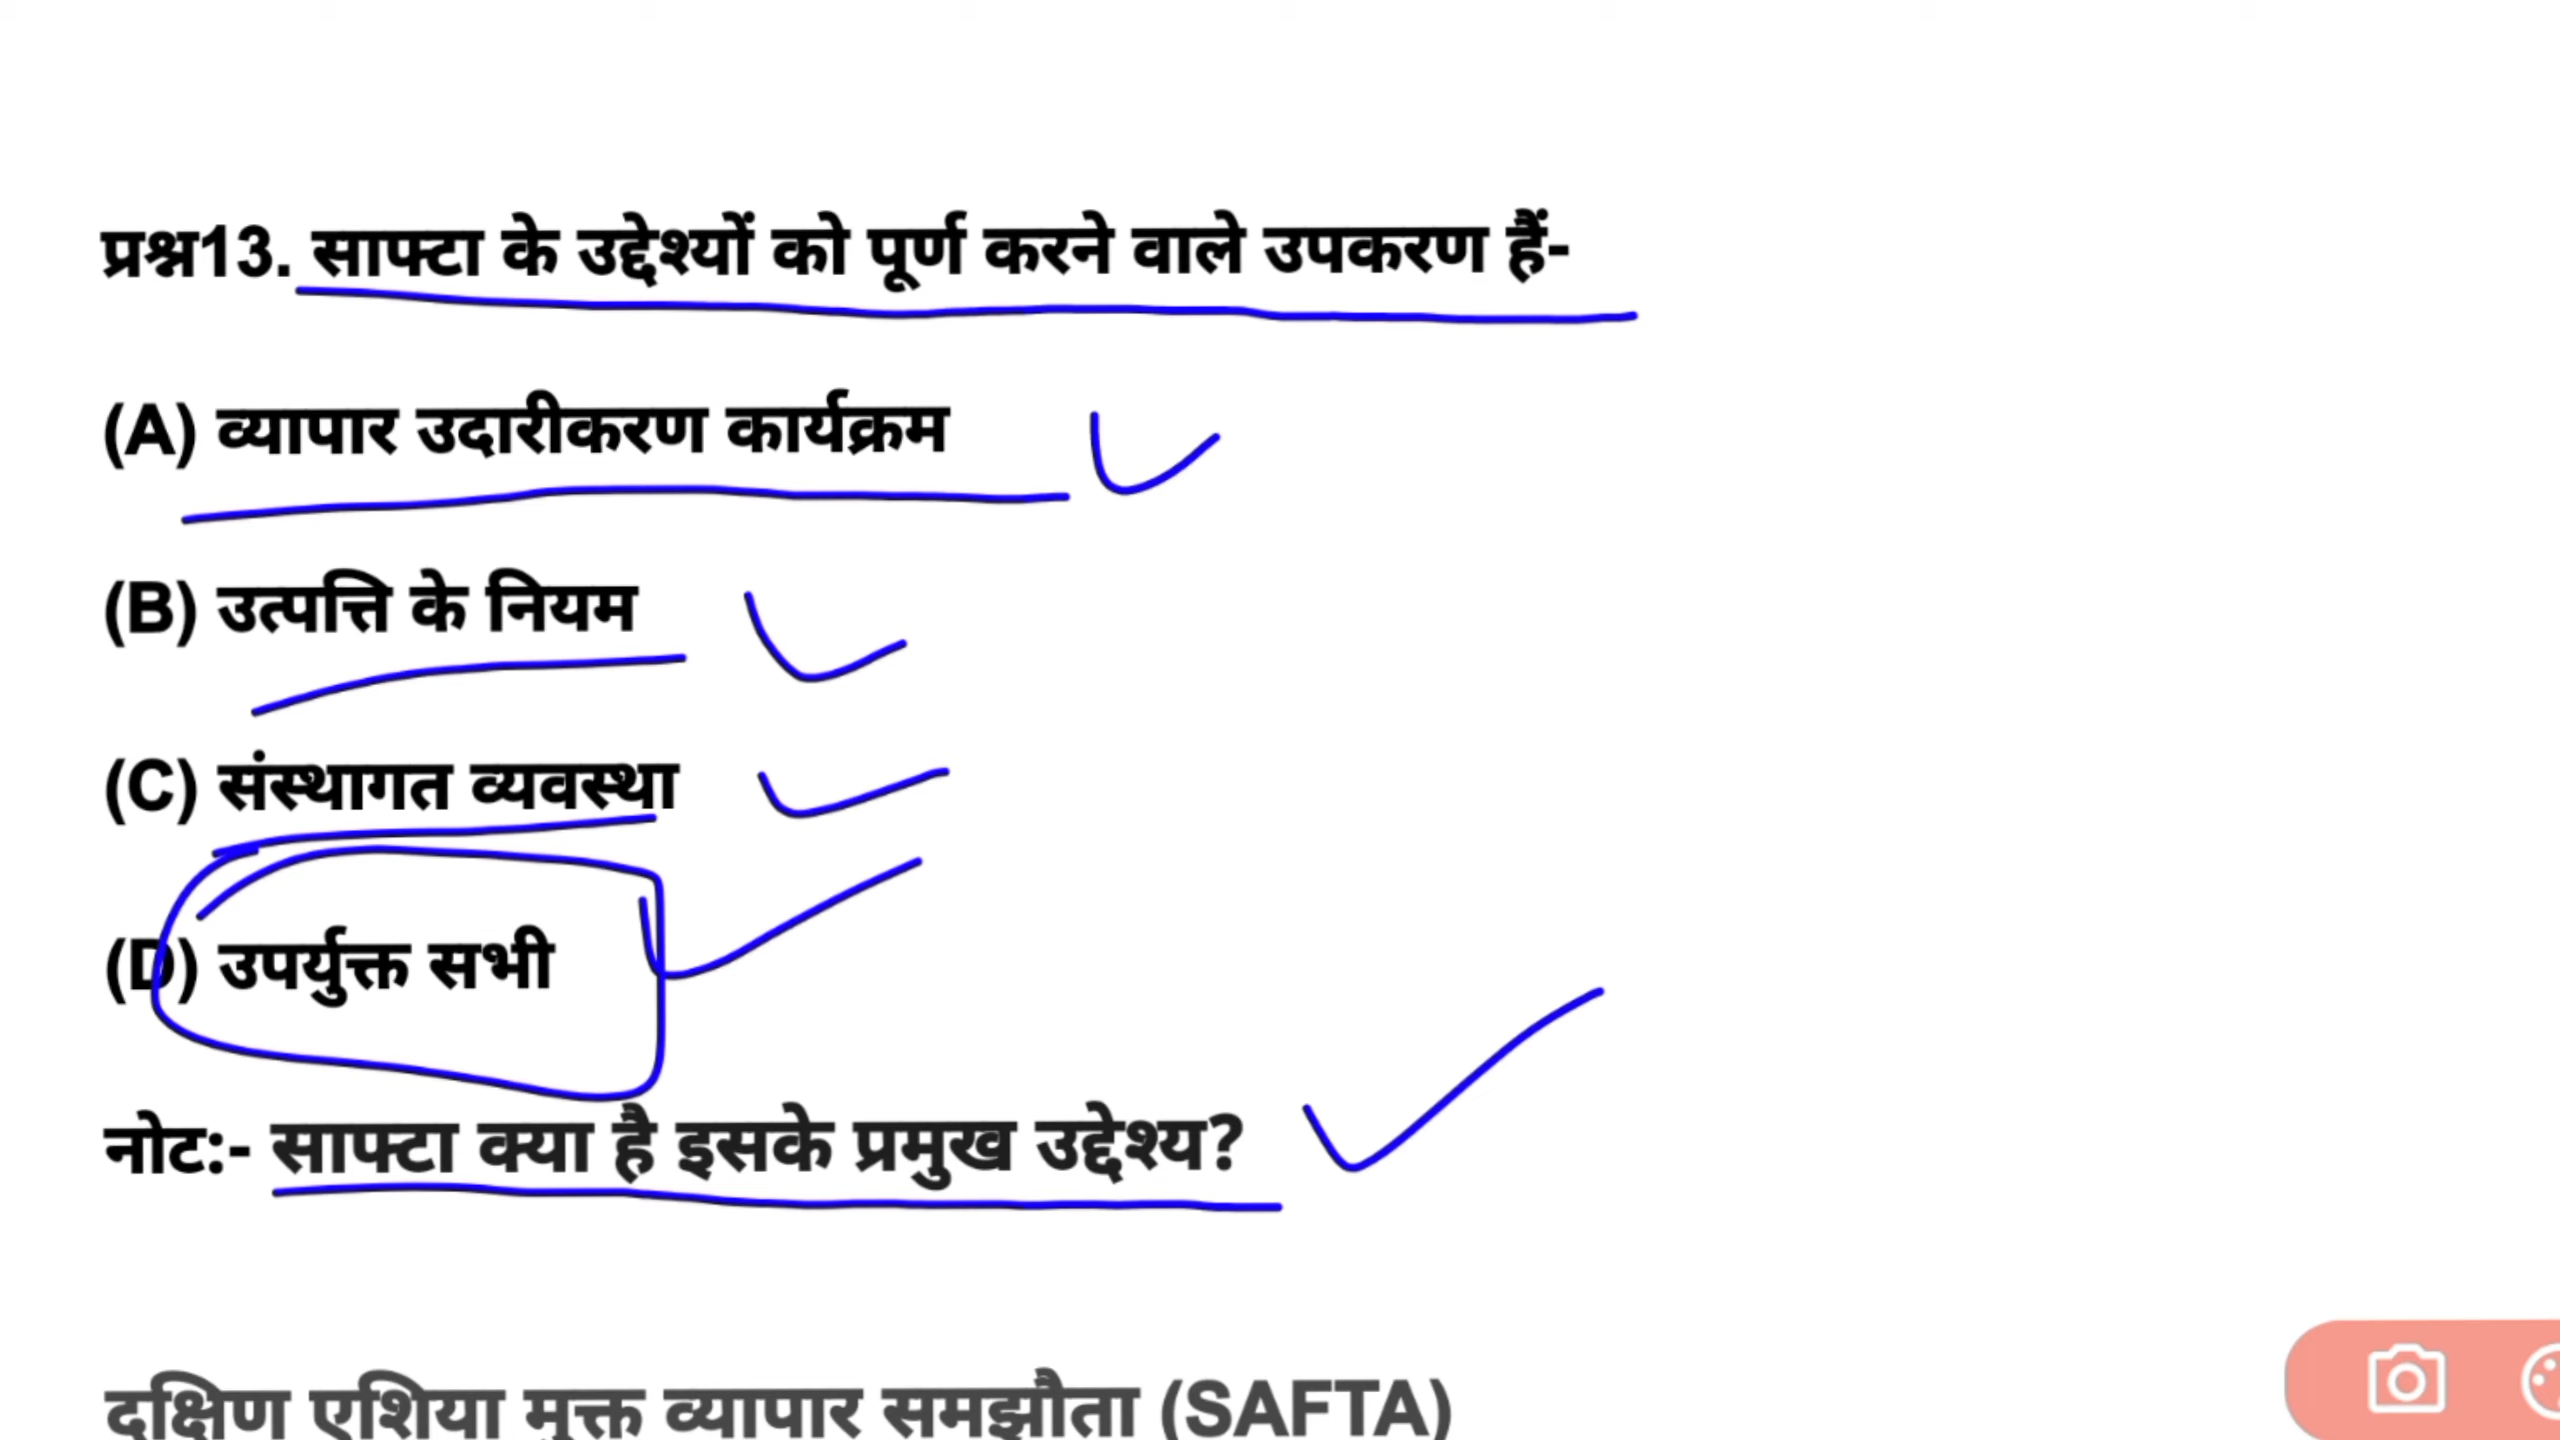 प्रश्न13. साफ्टा के उद्देश्यों को पूर्ण करने वाले उपकरण हैं-
(A) व्यापार उदारीकरण कार्यक्रम
(B) उत्पत्ति के नियम
(C) संस्थागत व्यवस्था
(D) उपर्युक्त सभी
नोट:- साफ्टा क्या है इसके प्रमुख उद्देश्य?
दक्षिण एशिया मुक्त व्यापार समझौता (SAFTA)